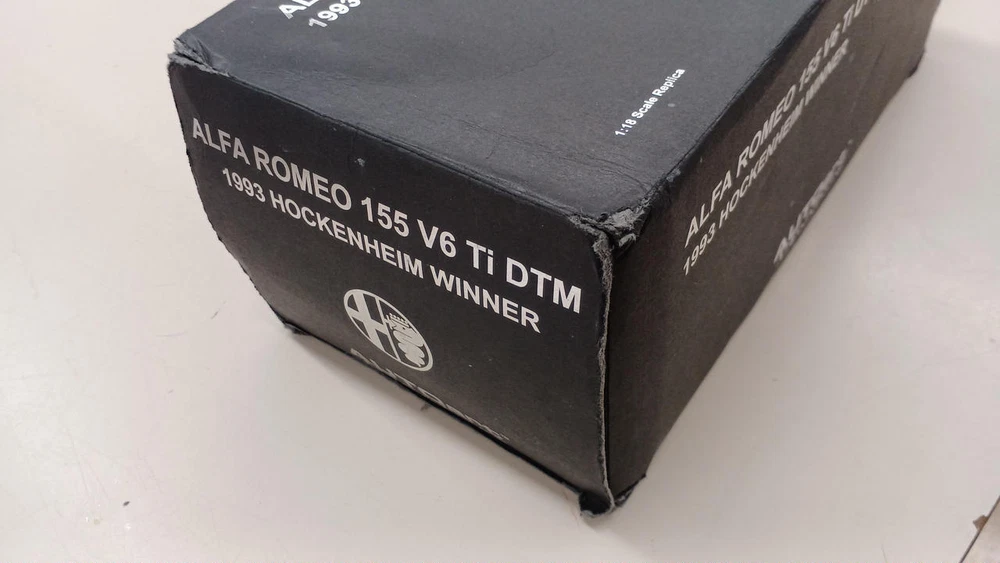 1993
1:18 Scale Replica
ALFA ROMEO 155 V6 Ti DTM
1993 HOCKENHEIM WINNER
ALFA ROMEO 155 V6 Ti
1993 HOCKENHEIM WINNER